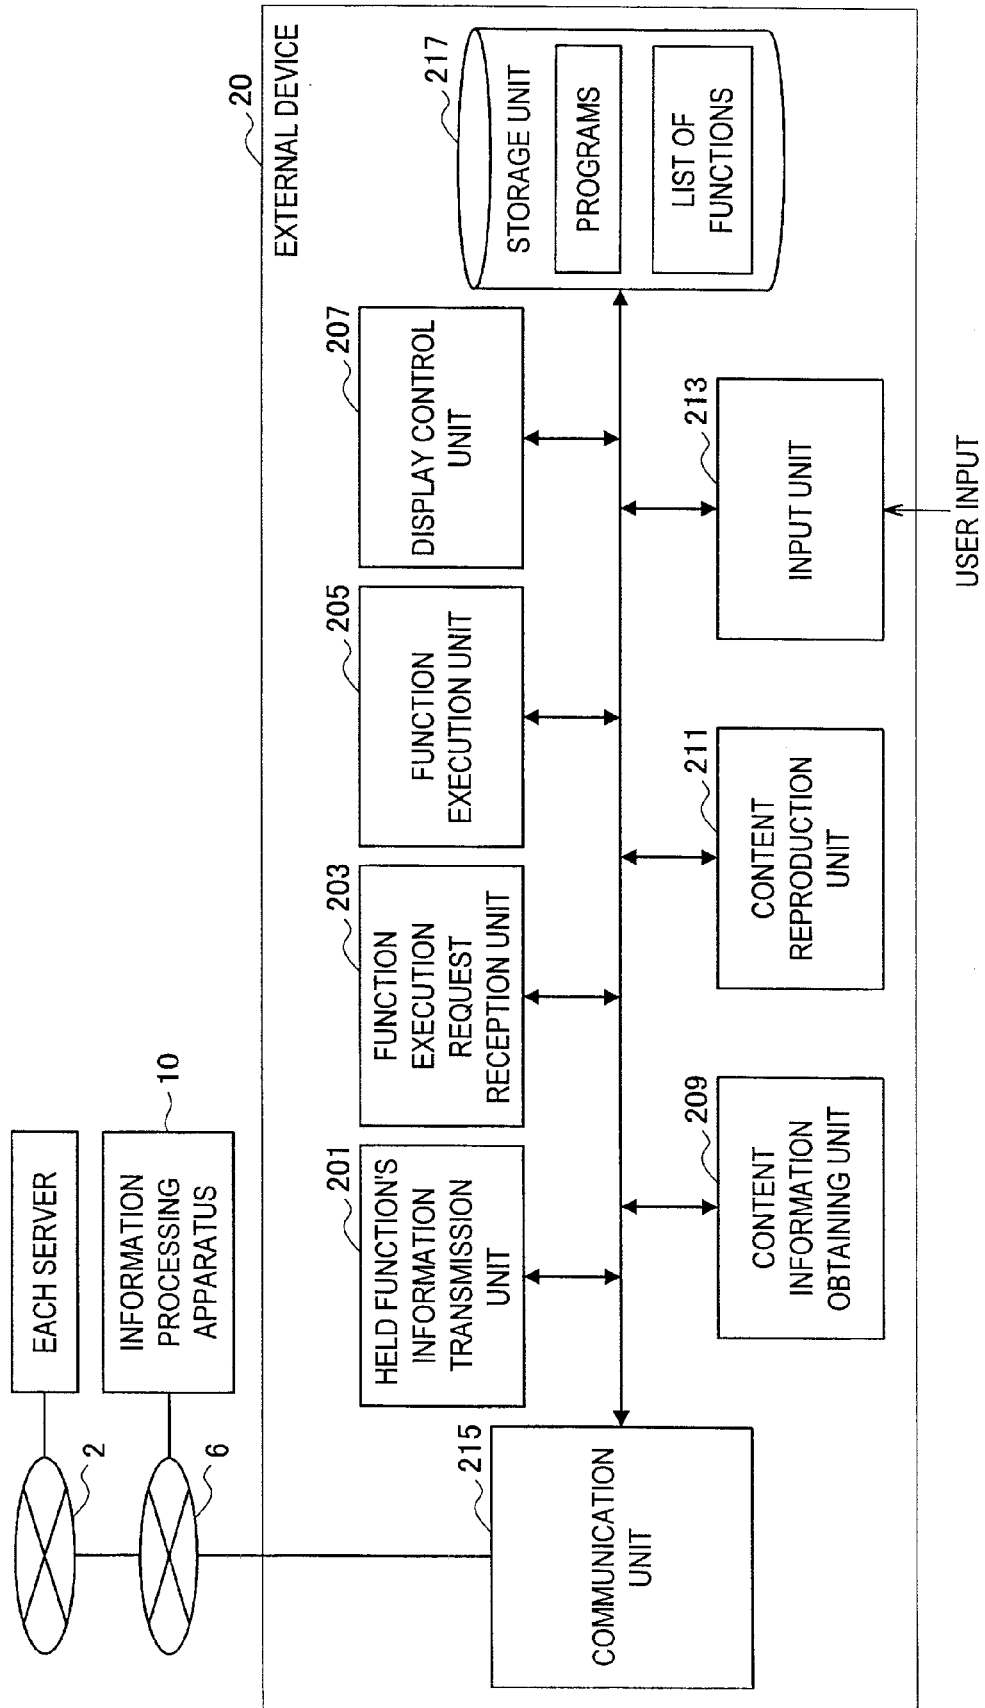 EACH SERVER
2
INFORMATION
PROCESSING
APPARATUS
10
6
20
EXTERNAL DEVICE
215
COMMUNICATION
UNIT
201
HELD FUNCTION'S
INFORMATION
TRANSMISSION
UNIT
203
FUNCTION
EXECUTION
REQUEST
RECEPTION UNIT
205
FUNCTION
EXECUTION UNIT
207
DISPLAY CONTROL
UNIT
217
STORAGE UNIT
PROGRAMS
LIST OF
FUNCTIONS
209
CONTENT
INFORMATION
OBTAINING UNIT
211
CONTENT
REPRODUCTION
UNIT
213
INPUT UNIT
USER INPUT